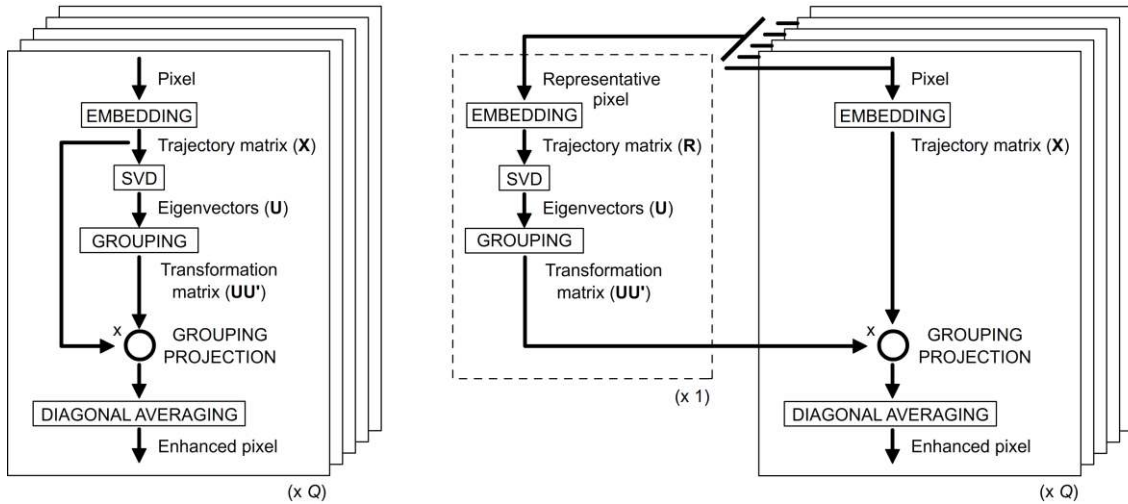 Pixel
EMBEDDING
Trajectory matrix (X)
SVD
Eigenvectors (U)
GROUPING
Transformation
matrix (UU')
x
GROUPING
PROJECTION
DIAGONAL AVERAGING
Enhanced pixel
(x Q)
Representative
pixel
EMBEDDING
Trajectory matrix (R)
SVD
Eigenvectors (U)
GROUPING
Transformation
matrix (UU')
(x 1)
Pixel
EMBEDDING
Trajectory matrix (X)
x
GROUPING
PROJECTION
DIAGONAL AVERAGING
Enhanced pixel
(x Q)